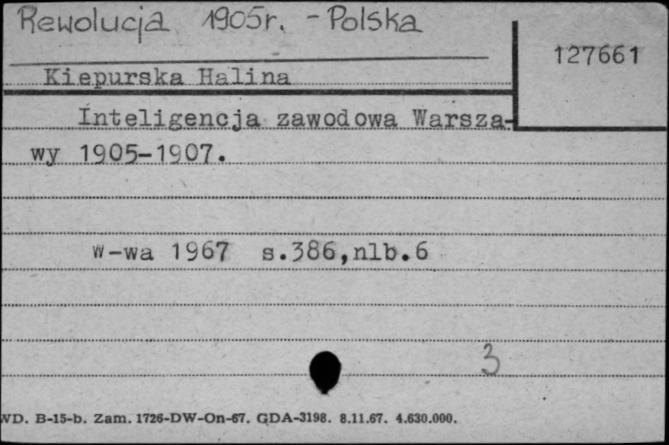 Rewolucja 1905r. - Polska
127661
Kiepurska Halina
Inteligencja zawodowa Warsza-
wy 1905-1907.
W-wa 1967 s.386,nlb.6
3
WD. B-15-b. Zam. 1726-DW-On-67. GDA-3198. 8.11.67. 4.630.000.